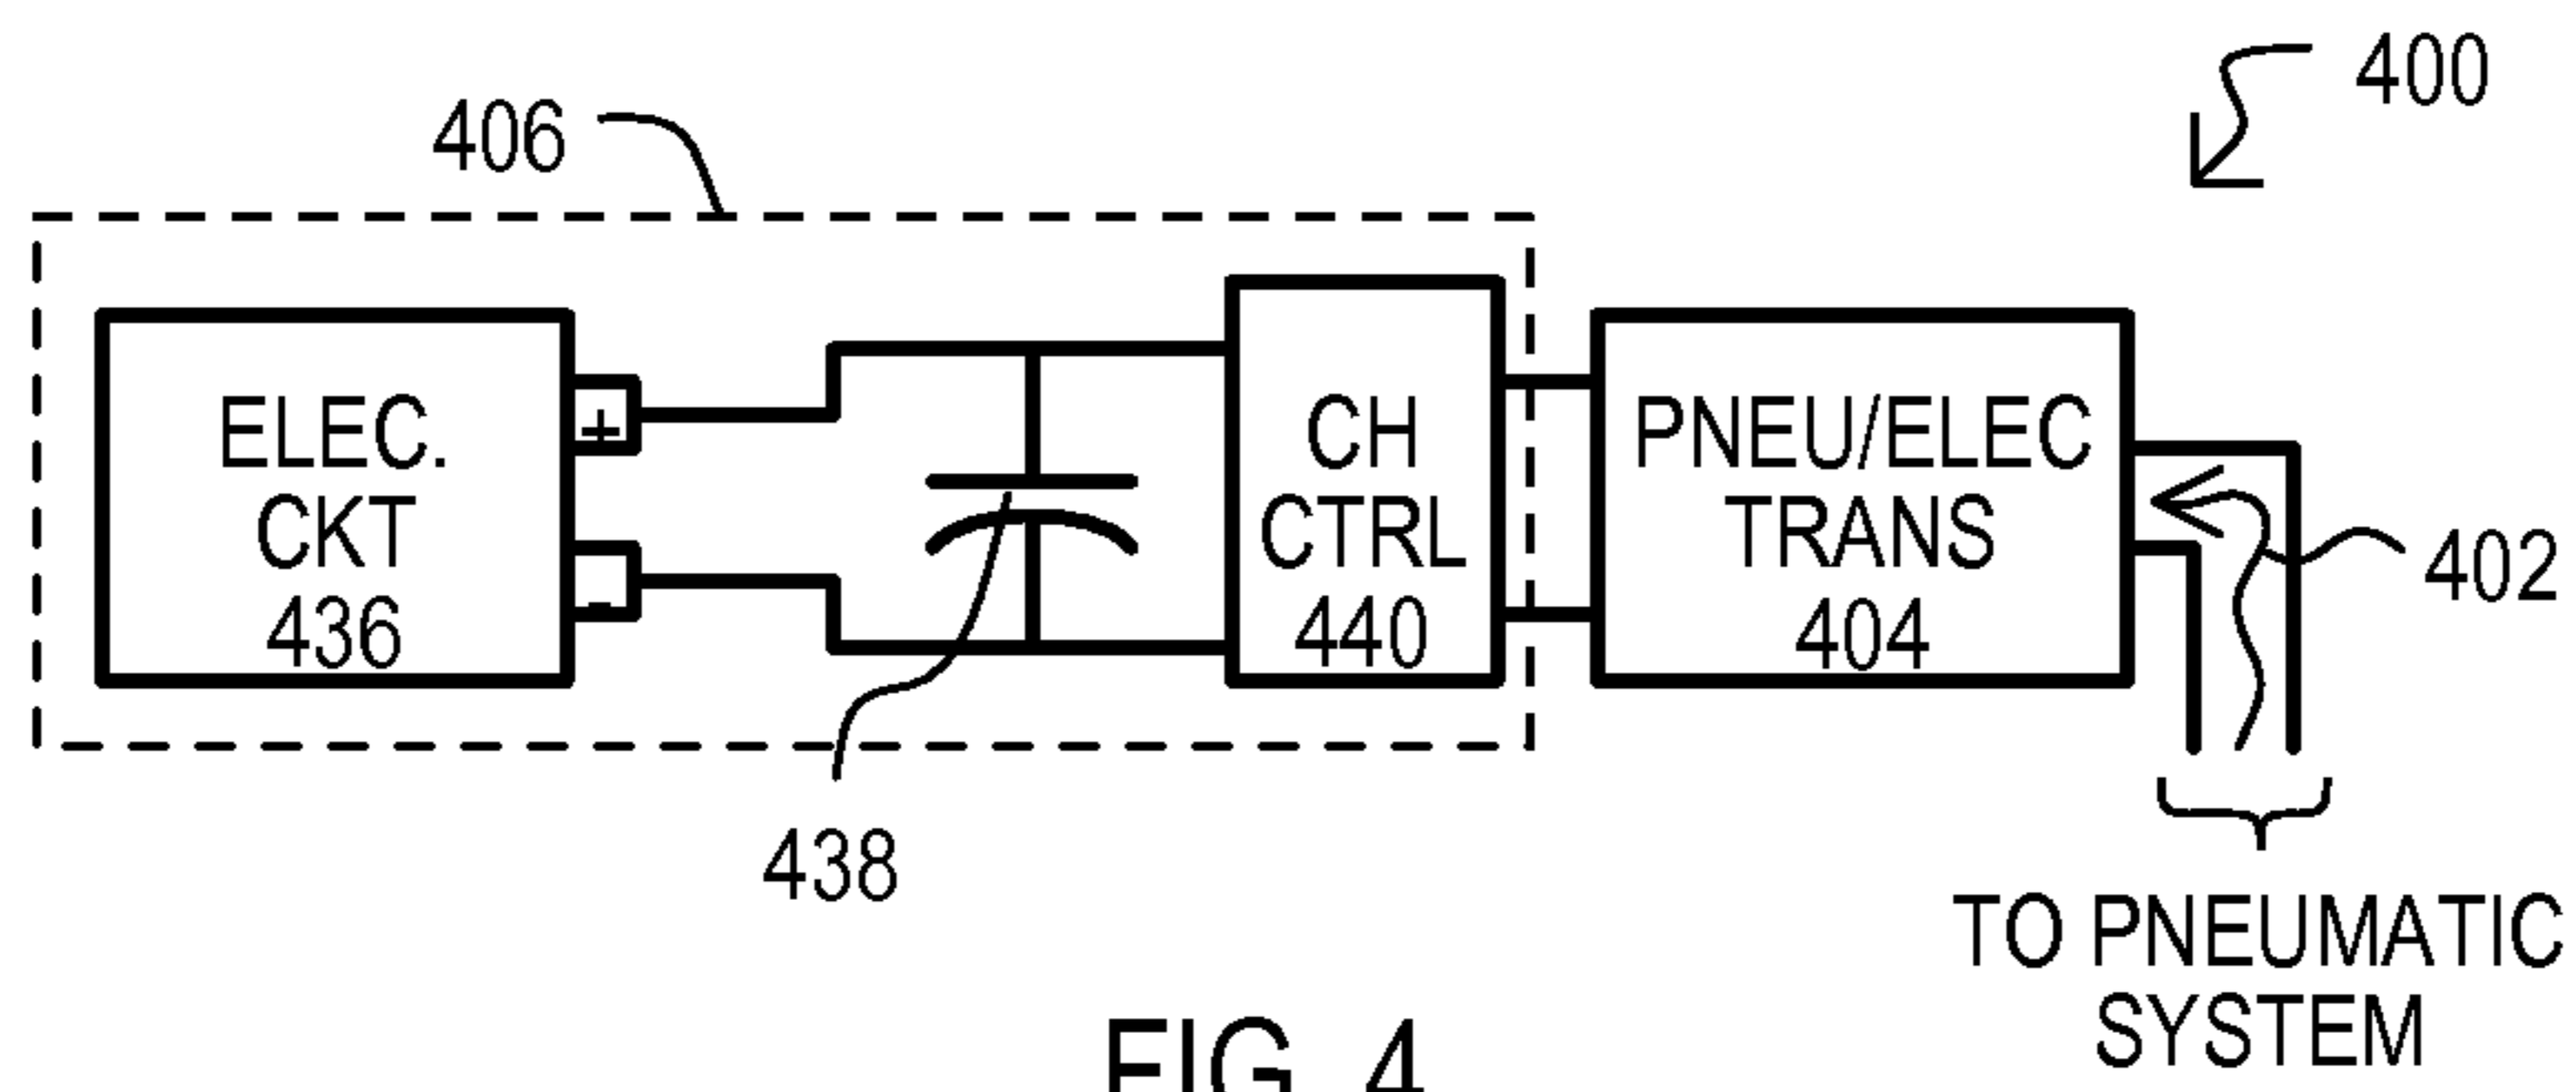 400
406
ELEC.
CKT
436
+
-
CH
CTRL
440
PNEU/ELEC
TRANS
404
402
438
TO PNEUMATIC
SYSTEM
FIG. 4